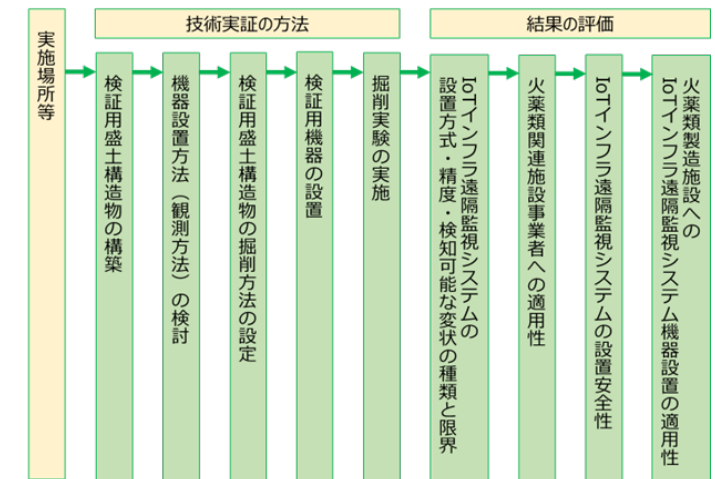 技術実証の方法
結果の評価
実施場所等
検証用盛土構造物の構築
機器設置方法（観測方法）の検討
検証用盛土構造物の掘削方法の設定
検証用機器の設置
掘削実験の実施
IoTインフラ遠隔監視システムの
設置方式・精度・検知可能な変状の種類と限界
火薬類関連施設事業者への適用性
IoTインフラ遠隔監視システムの設置安全性
火薬類製造施設への
IoTインフラ遠隔監視システム機器設置の適用性